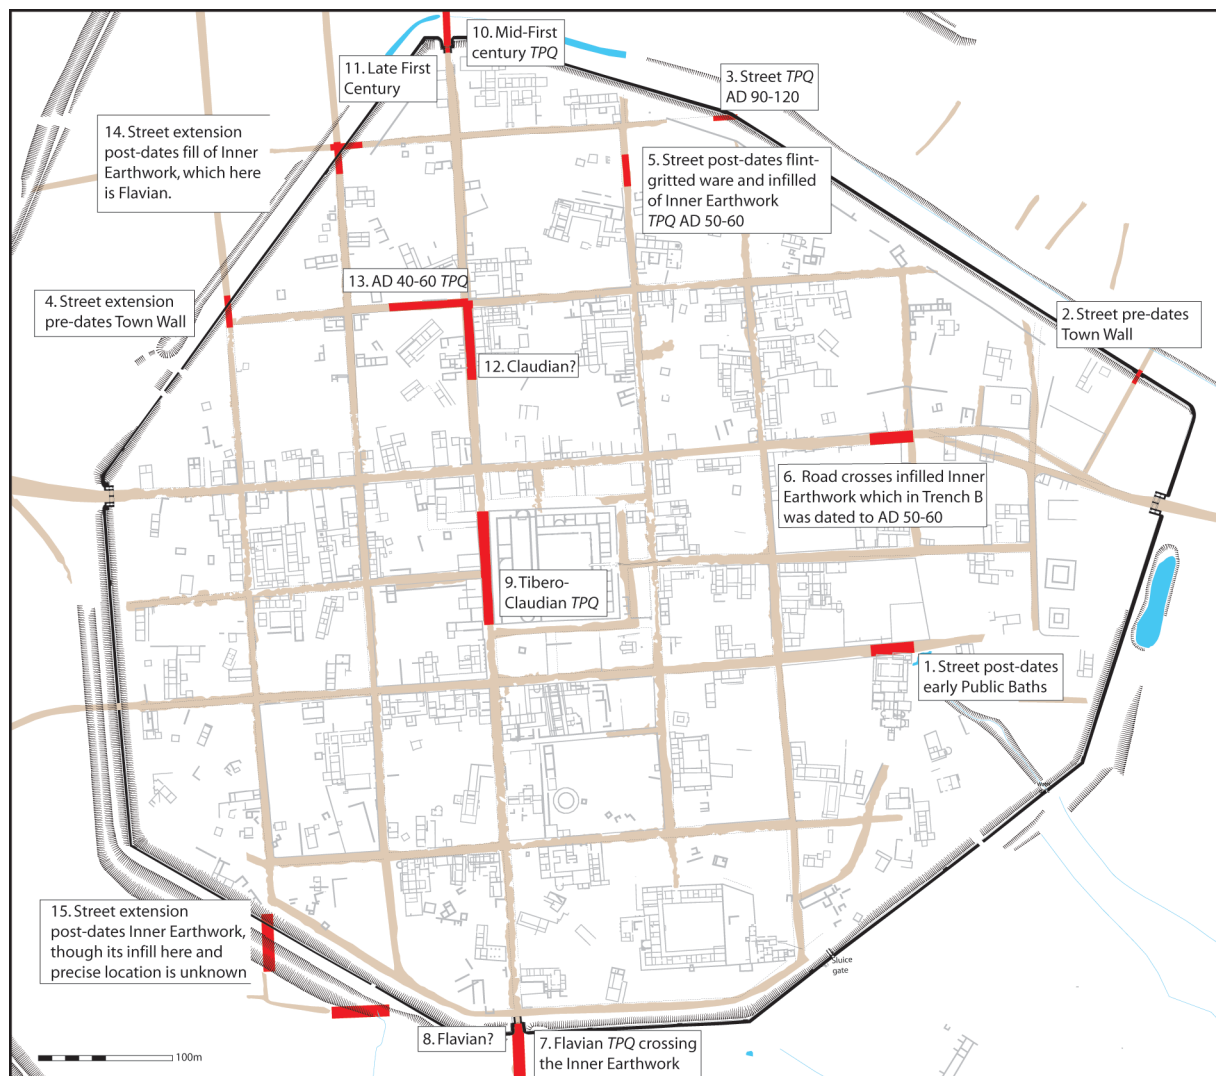 10. Mid-First
century TPQ
11. Late First
Century
3. Street TPQ
AD 90-120
14. Street extension
post-dates fill of Inner
Earthwork, which here
is Flavian.
5. Street post-dates flint-
gritted ware and infilled
of Inner Earthwork
TPQ AD 50-60
13. AD 40-60 TPQ
4. Street extension
pre-dates Town Wall
2. Street pre-dates
Town Wall
12. Claudian?
6. Road crosses infilled Inner
Earthwork which in Trench B
was dated to AD 50-60
9. Tibero-
Claudian TPQ
1. Street post-dates
early Public Baths
15. Street extension
post-dates Inner Earthwork,
though its infill here and
precise location is unknown
Sluice
gate
8. Flavian?
7. Flavian TPQ crossing
the Inner Earthwork
100m